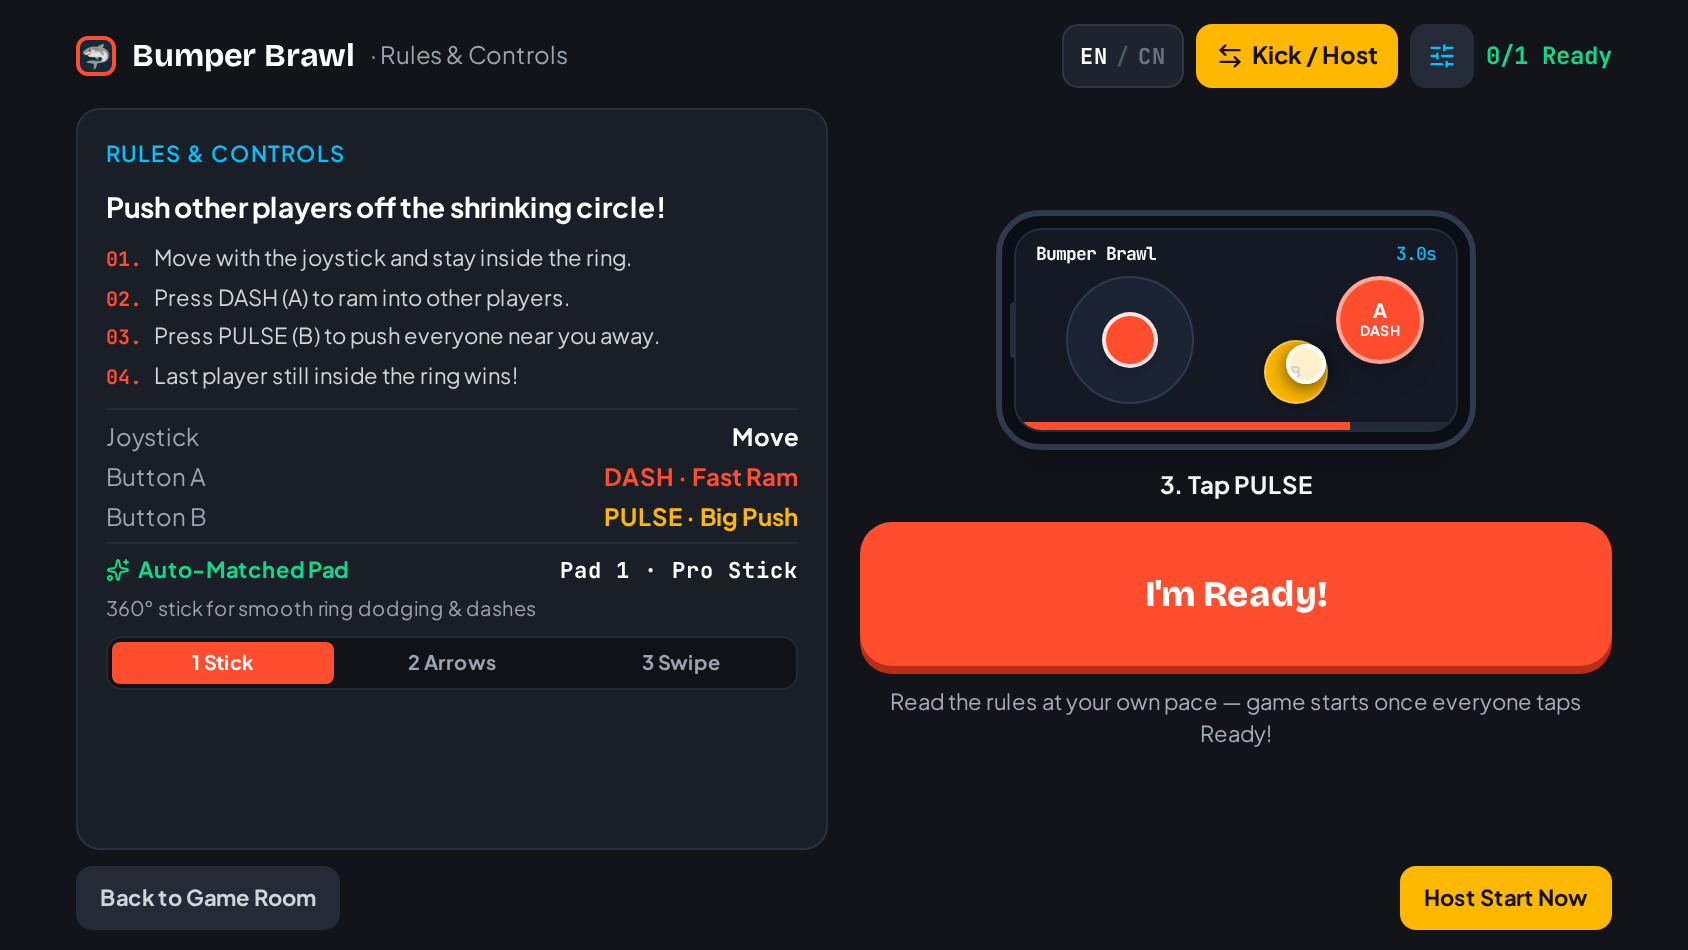 Bumper Brawl · Rules & Controls
EN / CN
Kick / Host
0/1 Ready
RULES & CONTROLS
Push other players off the shrinking circle!
01. Move with the joystick and stay inside the ring.
02. Press DASH (A) to ram into other players.
03. Press PULSE (B) to push everyone near you away.
04. Last player still inside the ring wins!
Joystick Move
Button A DASH · Fast Ram
Button B PULSE · Big Push
Auto-Matched Pad Pad 1 · Pro Stick
360° stick for smooth ring dodging & dashes
1 Stick 2 Arrows 3 Swipe
Bumper Brawl 3.0s
A
DASH
B
3. Tap PULSE
I'm Ready!
Read the rules at your own pace — game starts once everyone taps
Ready!
Back to Game Room
Host Start Now